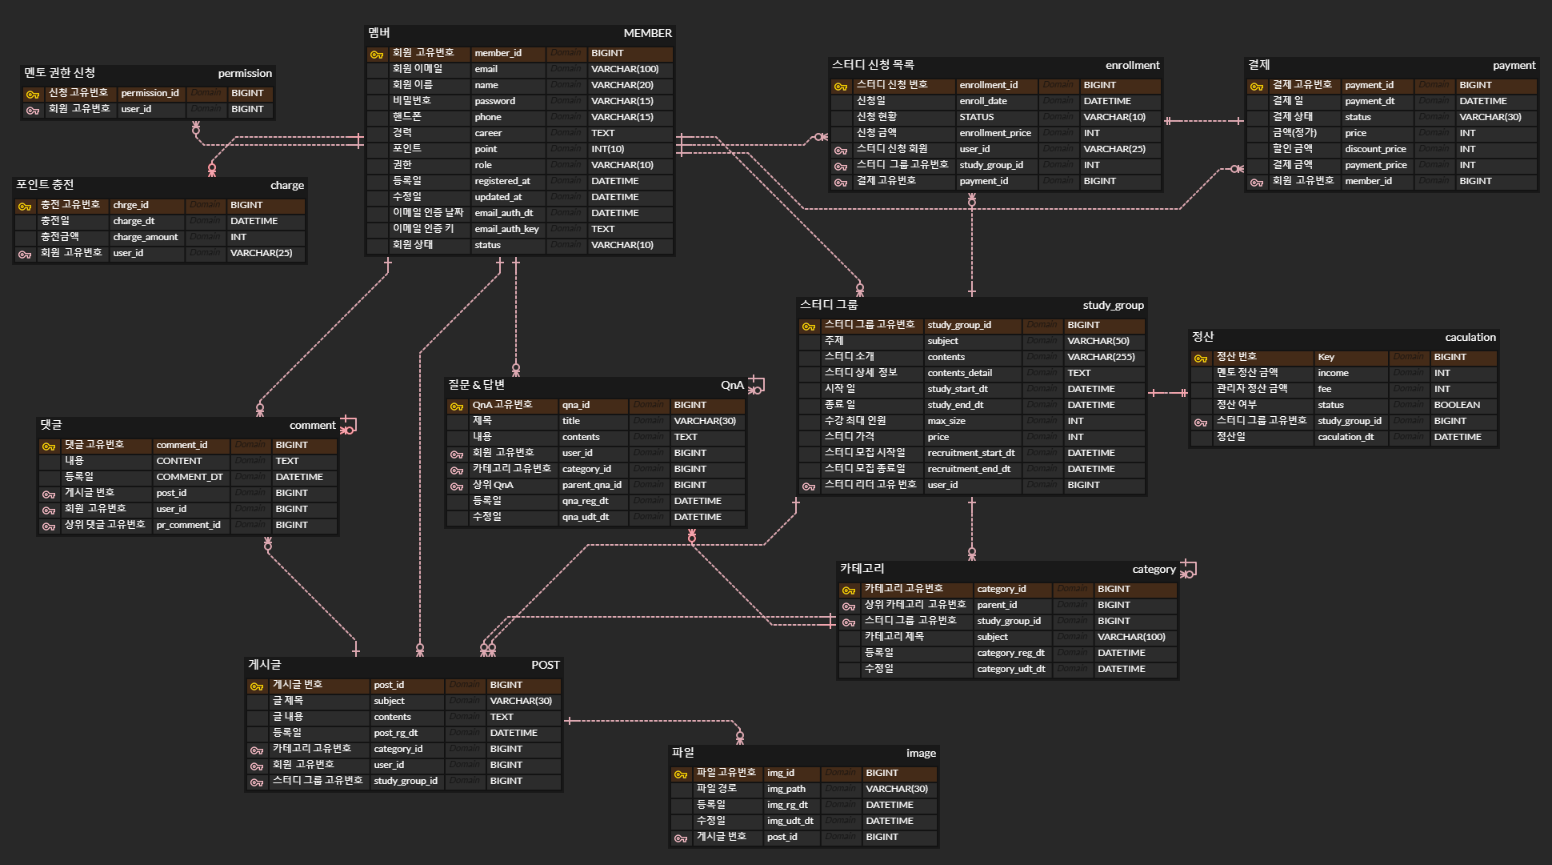 멘토 권한 신청 permission
신청 고유번호 permission_id Domain BIGINT
회원 고유번호 user_id Domain BIGINT
포인트 충전 charge
충전 고유번호 chrge_id Domain BIGINT
충전일 charge_dt Domain DATETIME
충전금액 charge_amount Domain INT
회원 고유번호 user_id Domain VARCHAR(25)
멤버 MEMBER
회원 고유번호 member_id Domain BIGINT
회원 이메일 email Domain VARCHAR(100)
회원 이름 name Domain VARCHAR(20)
비밀번호 password Domain VARCHAR(15)
핸드폰 phone Domain VARCHAR(15)
경력 career Domain TEXT
포인트 point Domain INT(10)
권한 role Domain VARCHAR(10)
등록일 registered_at Domain DATETIME
수정일 updated_at Domain DATETIME
이메일 인증 날짜 email_auth_dt Domain DATETIME
이메일 인증 키 email_auth_key Domain TEXT
회원 상태 status Domain VARCHAR(10)
스터디 신청 목록 enrollment
스터디 신청 번호 enrollment_id Domain BIGINT
신청일 enroll_date Domain DATETIME
신청 현황 STATUS Domain VARCHAR(10)
신청 금액 enrollment_price Domain INT
스터디 신청 회원 user_id Domain VARCHAR(25)
스터디 그룹 고유번호 study_group_id Domain INT
결제 고유번호 payment_id Domain BIGINT
결제 payment
결제 고유번호 payment_id Domain BIGINT
결제 일 payment_dt Domain DATETIME
결제 상태 status Domain VARCHAR(30)
금액(정가) price Domain INT
할인 금액 discount_price Domain INT
결제 금액 payment_price Domain INT
회원 고유번호 member_id Domain BIGINT
스터디 그룹 study_group
스터디 그룹 고유번호 study_group_id Domain BIGINT
주제 subject Domain VARCHAR(50)
스터디 소개 contents Domain VARCHAR(255)
스터디 상세 정보 contents_detail Domain TEXT
시작 일 study_start_dt Domain DATETIME
종료 일 study_end_dt Domain DATETIME
수강 최대 인원 max_size Domain INT
스터디 가격 price Domain INT
스터디 모집 시작일 recruitment_start_dt Domain DATETIME
스터디 모집 종료일 recruitment_end_dt Domain DATETIME
스터디 리더 고유 번호 user_id Domain BIGINT
정산 caculation
정산 번호 Key Domain BIGINT
멘토 정산 금액 income Domain INT
관리자 정산 금액 fee Domain INT
정산 여부 status Domain BOOLEAN
스터디 그룹 고유번호 study_group_id Domain BIGINT
정산일 caculation_dt Domain DATETIME
질문 & 답변 QnA
QnA 고유번호 qna_id Domain BIGINT
제목 title Domain VARCHAR(30)
내용 contents Domain TEXT
회원 고유번호 user_id Domain BIGINT
카테고리 고유번호 category_id Domain BIGINT
상위 QnA parent_qna_id Domain BIGINT
등록일 qna_reg_dt Domain DATETIME
수정일 qna_udt_dt Domain DATETIME
댓글 comment
댓글 고유번호 comment_id Domain BIGINT
내용 CONTENT Domain TEXT
등록일 COMMENT_DT Domain DATETIME
게시글 번호 post_id Domain BIGINT
회원 고유번호 user_id Domain BIGINT
상위 댓글 고유번호 pr_comment_id Domain BIGINT
카테고리 category
카테고리 고유번호 category_id Domain BIGINT
상위 카테고리 고유번호 parent_id Domain BIGINT
스터디 그룹 고유번호 study_group_id Domain BIGINT
카테고리 제목 subject Domain VARCHAR(100)
등록일 category_reg_dt Domain DATETIME
수정일 category_udt_dt Domain DATETIME
게시글 POST
게시글 번호 post_id Domain BIGINT
글 제목 subject Domain VARCHAR(30)
글 내용 contents Domain TEXT
등록일 post_rg_dt Domain DATETIME
카테고리 고유번호 category_id Domain BIGINT
회원 고유번호 user_id Domain BIGINT
스터디 그룹 고유번호 study_group_id Domain BIGINT
파일 image
파일 고유번호 img_id Domain BIGINT
파일 경로 img_path Domain VARCHAR(30)
등록일 img_rg_dt Domain DATETIME
수정일 img_udt_dt Domain DATETIME
게시글 번호 post_id Domain BIGINT